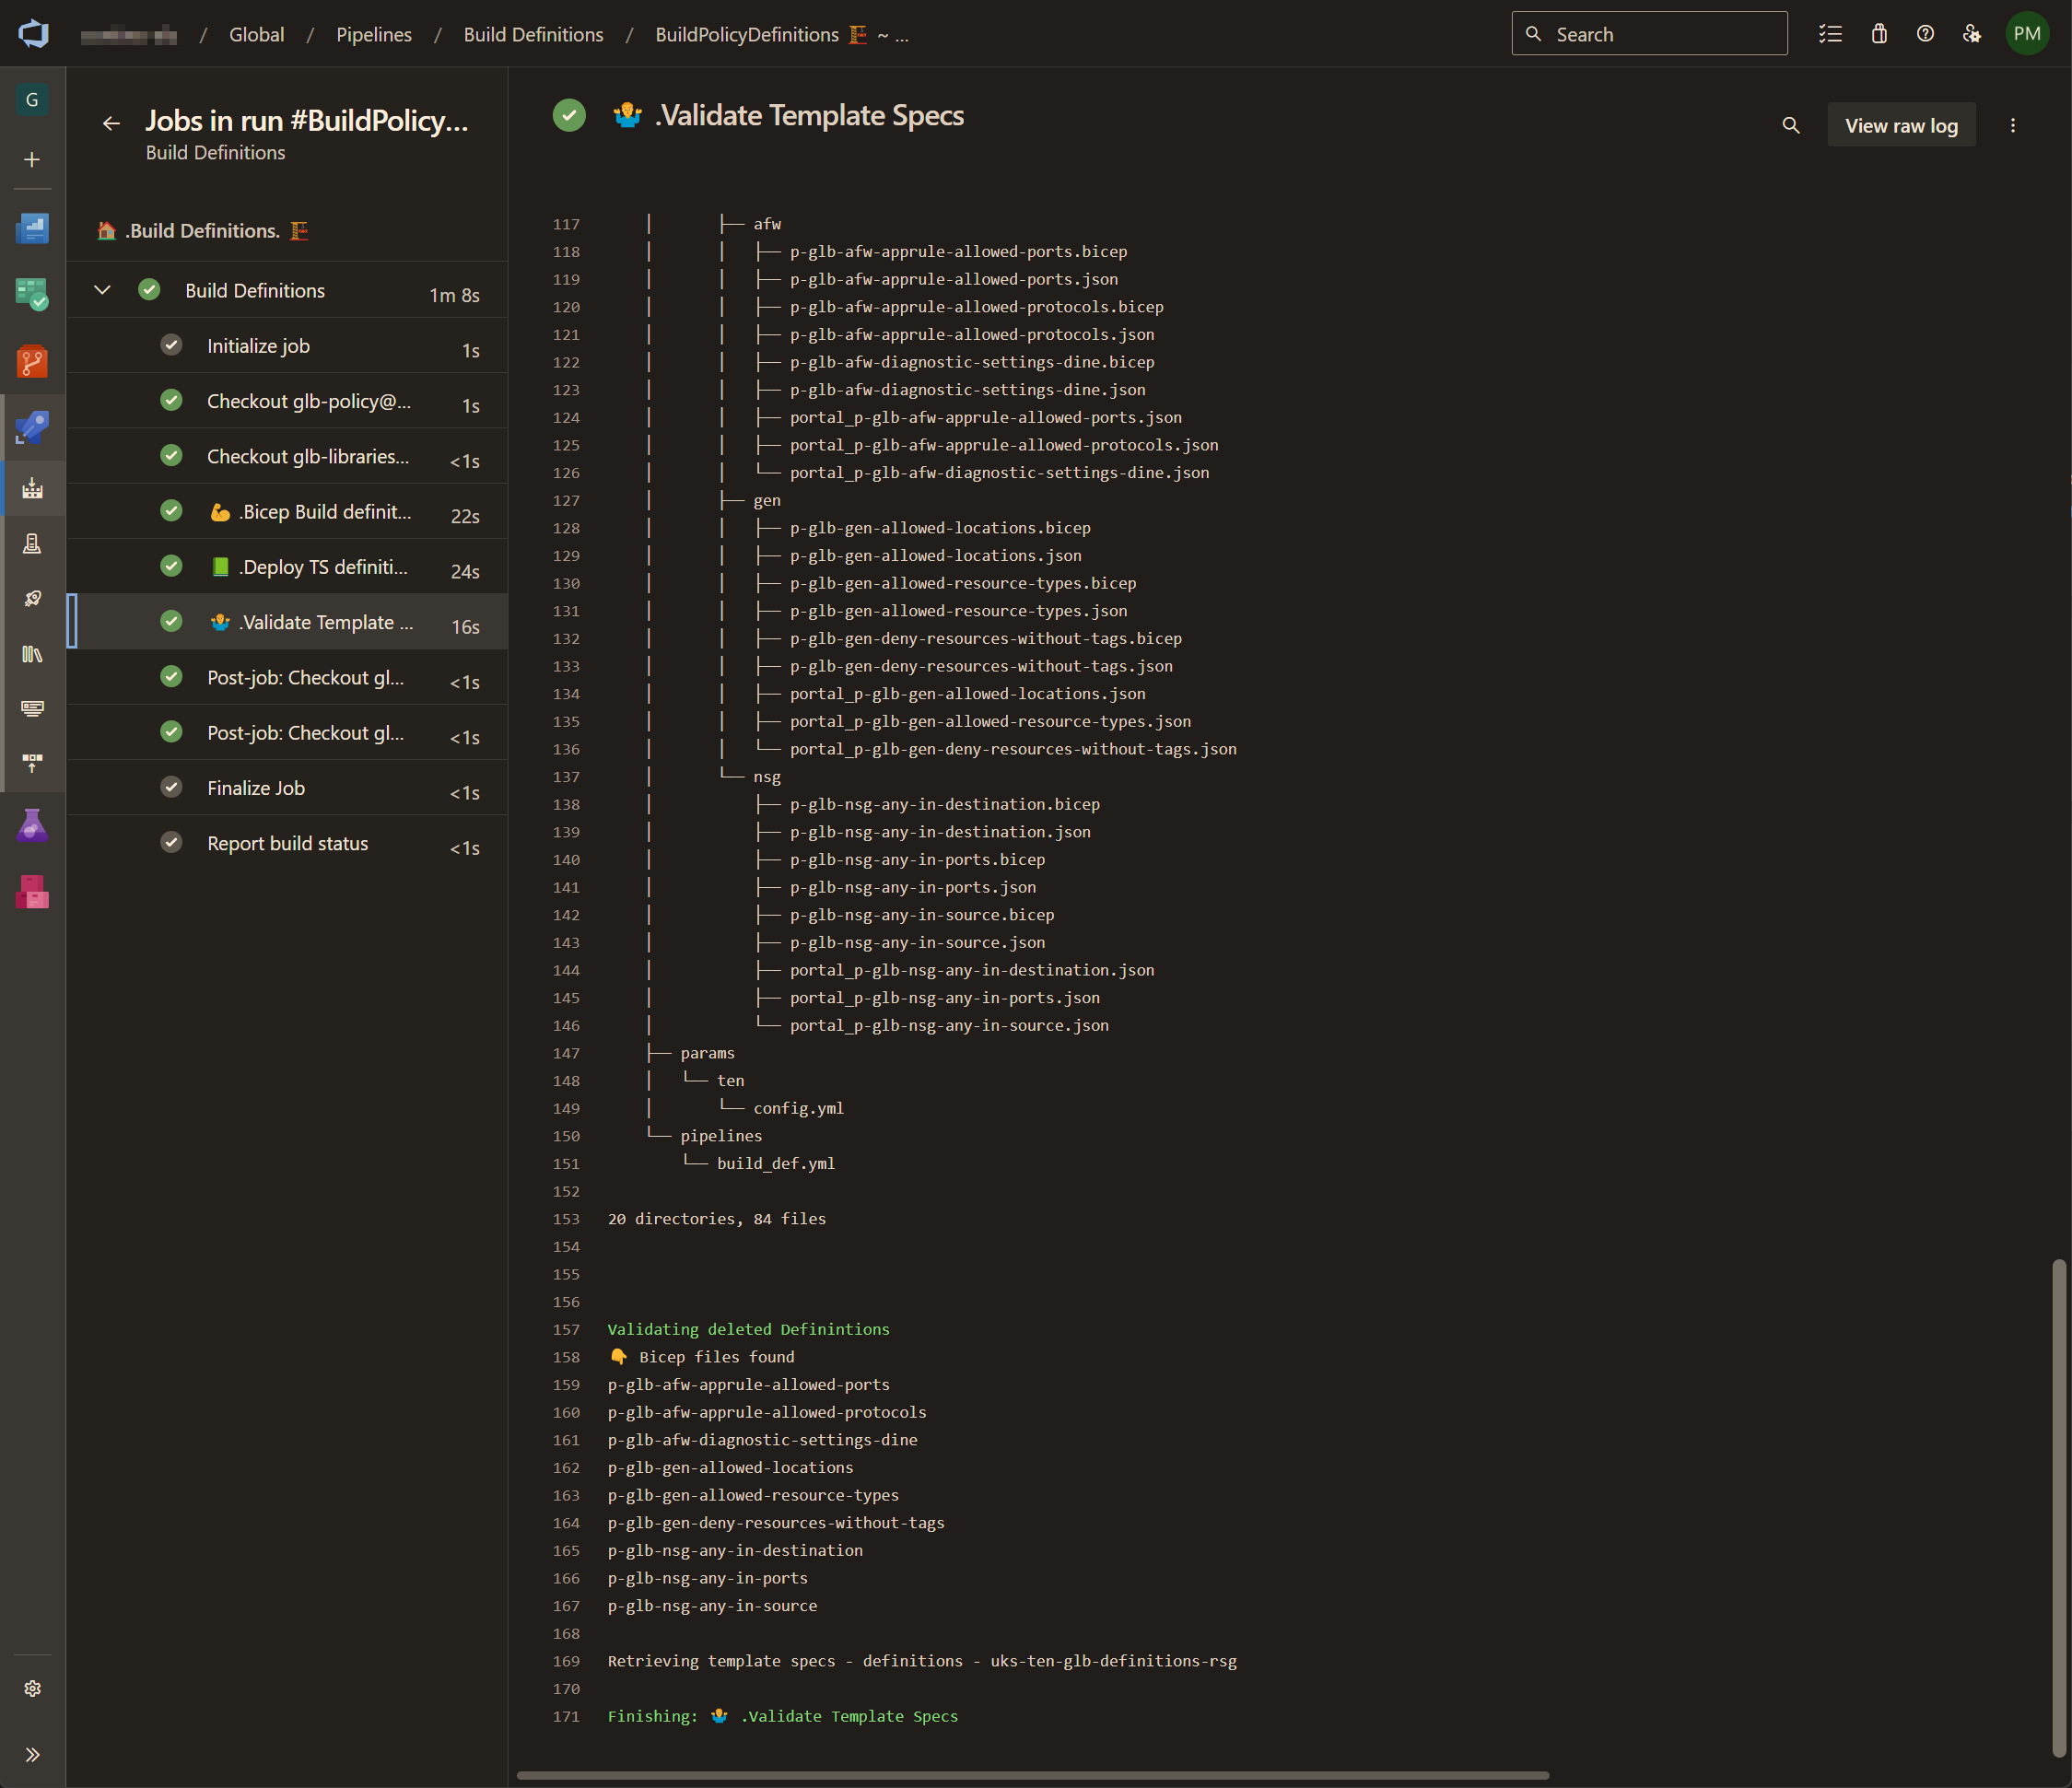 / Global / Pipelines / Build Definitions / BuildPolicyDefinitions 🏗️ ~ ...
Search
PM
G
Jobs in run #BuildPolicy...
Build Definitions
🏠 .Build Definitions. 🏗️
Build Definitions 1m 8s
Initialize job 1s
Checkout glb-policy@... 1s
Checkout glb-libraries... <1s
💪 .Bicep Build definit... 22s
📗 .Deploy TS definiti... 24s
🤷 .Validate Template ... 16s
Post-job: Checkout gl... <1s
Post-job: Checkout gl... <1s
Finalize Job <1s
Report build status <1s
🤷 .Validate Template Specs
View raw log
117 │       ├── afw
118 │       │   ├── p-glb-afw-apprule-allowed-ports.bicep
119 │       │   ├── p-glb-afw-apprule-allowed-ports.json
120 │       │   ├── p-glb-afw-apprule-allowed-protocols.bicep
121 │       │   ├── p-glb-afw-apprule-allowed-protocols.json
122 │       │   ├── p-glb-afw-diagnostic-settings-dine.bicep
123 │       │   ├── p-glb-afw-diagnostic-settings-dine.json
124 │       │   ├── portal_p-glb-afw-apprule-allowed-ports.json
125 │       │   ├── portal_p-glb-afw-apprule-allowed-protocols.json
126 │       │   └── portal_p-glb-afw-diagnostic-settings-dine.json
127 │       ├── gen
128 │       │   ├── p-glb-gen-allowed-locations.bicep
129 │       │   ├── p-glb-gen-allowed-locations.json
130 │       │   ├── p-glb-gen-allowed-resource-types.bicep
131 │       │   ├── p-glb-gen-allowed-resource-types.json
132 │       │   ├── p-glb-gen-deny-resources-without-tags.bicep
133 │       │   ├── p-glb-gen-deny-resources-without-tags.json
134 │       │   ├── portal_p-glb-gen-allowed-locations.json
135 │       │   ├── portal_p-glb-gen-allowed-resource-types.json
136 │       │   └── portal_p-glb-gen-deny-resources-without-tags.json
137 │       └── nsg
138 │           ├── p-glb-nsg-any-in-destination.bicep
139 │           ├── p-glb-nsg-any-in-destination.json
140 │           ├── p-glb-nsg-any-in-ports.bicep
141 │           ├── p-glb-nsg-any-in-ports.json
142 │           ├── p-glb-nsg-any-in-source.bicep
143 │           ├── p-glb-nsg-any-in-source.json
144 │           ├── portal_p-glb-nsg-any-in-destination.json
145 │           ├── portal_p-glb-nsg-any-in-ports.json
146 │           └── portal_p-glb-nsg-any-in-source.json
147 ├── params
148 │   └── ten
149 │       └── config.yml
150 └── pipelines
151     └── build_def.yml
152
153 20 directories, 84 files
154
155
156
157 Validating deleted Definintions
158 👇 Bicep files found
159 p-glb-afw-apprule-allowed-ports
160 p-glb-afw-apprule-allowed-protocols
161 p-glb-afw-diagnostic-settings-dine
162 p-glb-gen-allowed-locations
163 p-glb-gen-allowed-resource-types
164 p-glb-gen-deny-resources-without-tags
165 p-glb-nsg-any-in-destination
166 p-glb-nsg-any-in-ports
167 p-glb-nsg-any-in-source
168
169 Retrieving template specs - definitions - uks-ten-glb-definitions-rsg
170
171 Finishing: 🤷 .Validate Template Specs